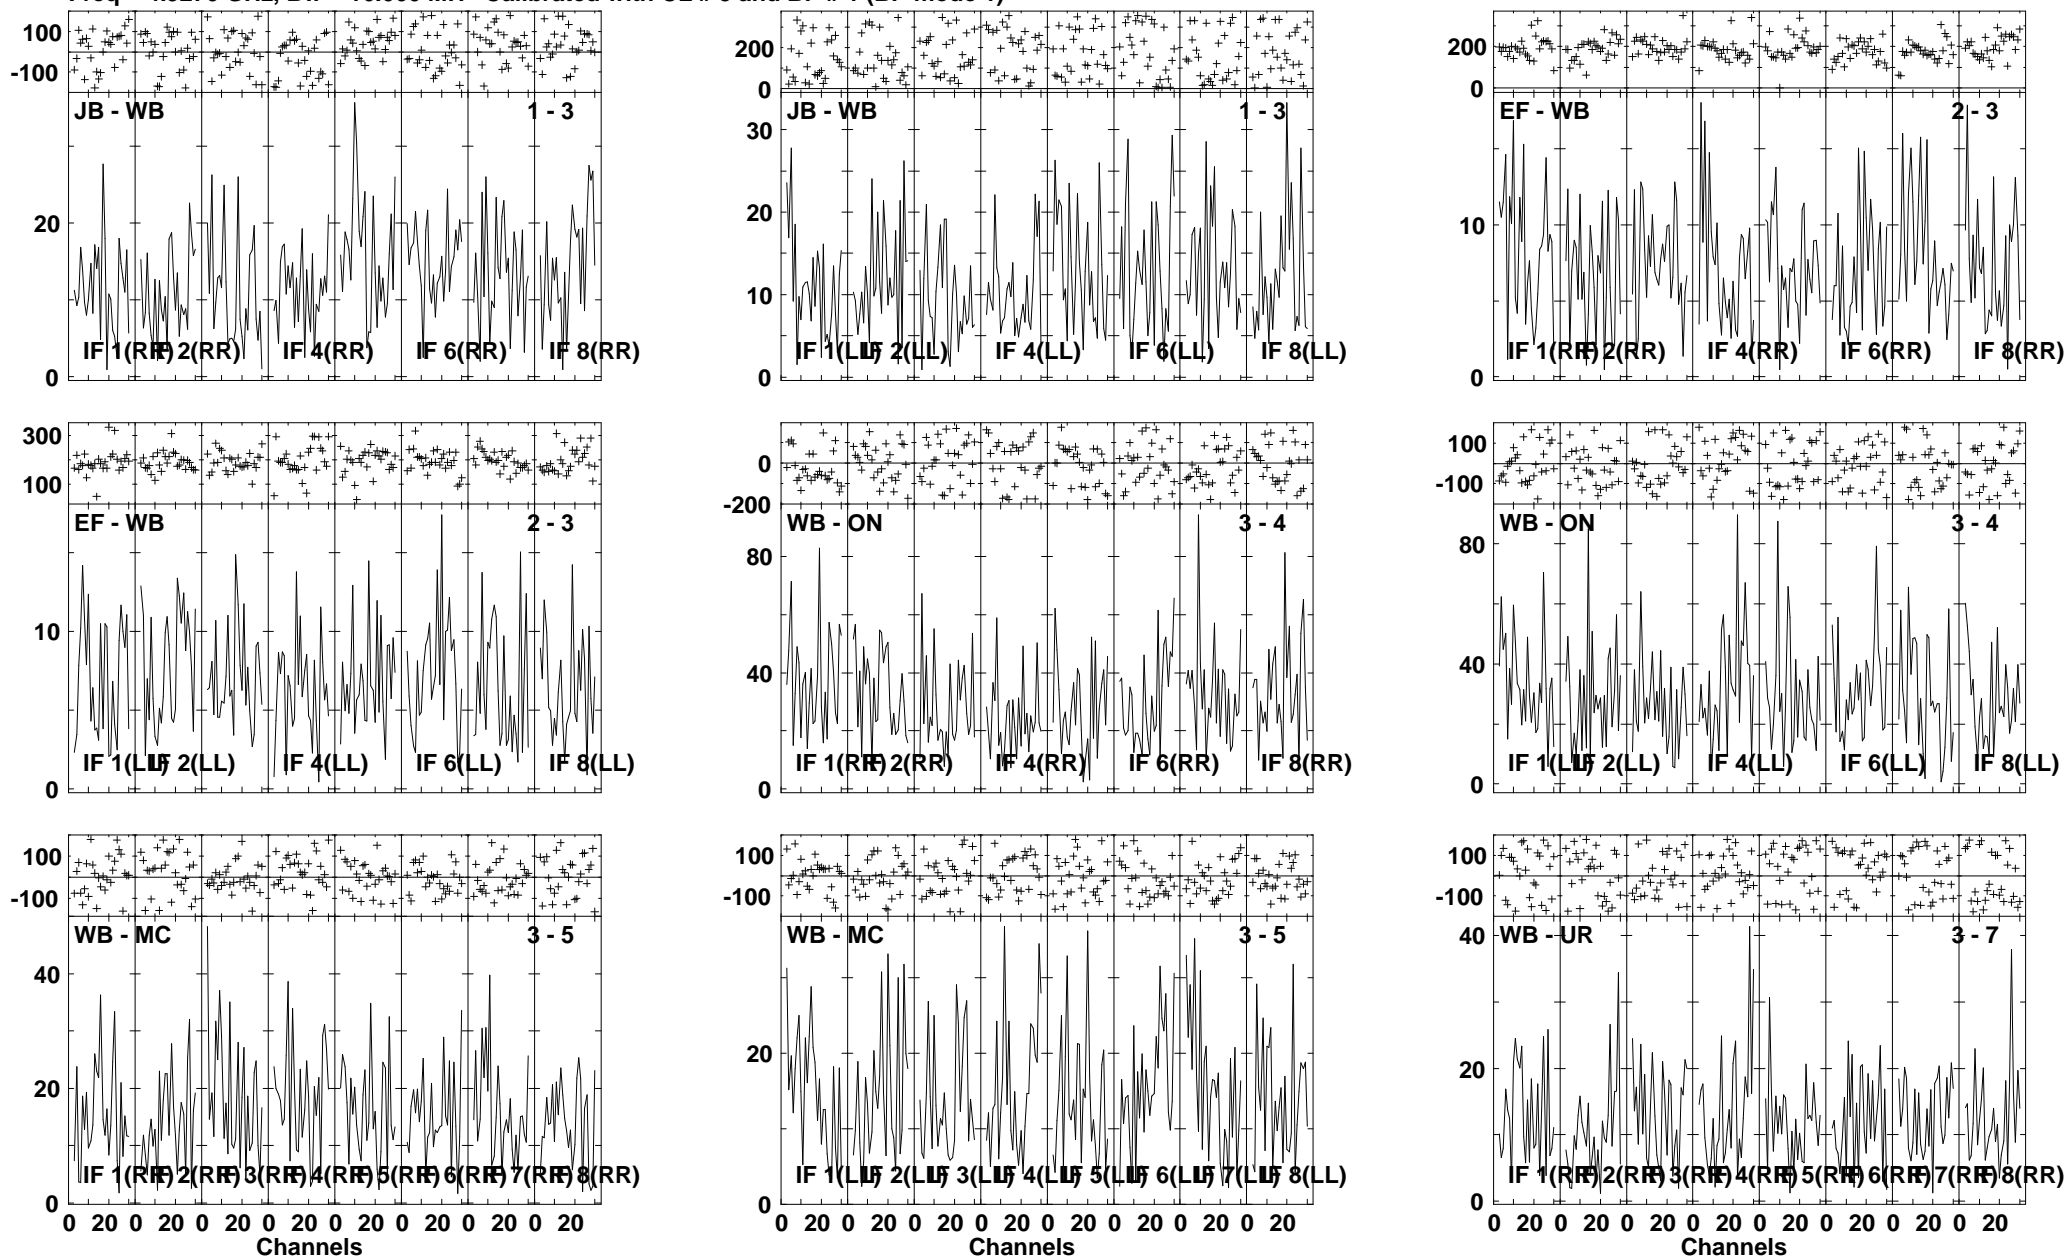 100
-100
JB - WB 1 - 3
20
0
IF 1(RR) IF 2(RR) IF 4(RR) IF 6(RR) IF 8(RR)
200
0
JB - WB 1 - 3
30
20
10
0
IF 1(LL) IF 2(LL) IF 4(LL) IF 6(LL) IF 8(LL)
200
0
EF - WB 2 - 3
10
0
IF 1(RR) IF 2(RR) IF 4(RR) IF 6(RR) IF 8(RR)
300
100
EF - WB 2 - 3
10
0
IF 1(LL) IF 2(LL) IF 4(LL) IF 6(LL) IF 8(LL)
0
-200
WB - ON 3 - 4
80
40
0
IF 1(RR) IF 2(RR) IF 4(RR) IF 6(RR) IF 8(RR)
100
-100
WB - ON 3 - 4
80
40
0
IF 1(LL) IF 2(LL) IF 4(LL) IF 6(LL) IF 8(LL)
100
-100
WB - MC 3 - 5
40
20
0
IF 1(RR) IF 2(RR) IF 3(RR) IF 4(RR) IF 5(RR) IF 6(RR) IF 7(RR) IF 8(RR)
0 20 0 20 0 20 0 20 0 20 0 20 0 20 0 20
Channels
100
-100
WB - MC 3 - 5
20
0
IF 1(LL) IF 2(LL) IF 3(LL) IF 4(LL) IF 5(LL) IF 6(LL) IF 7(LL) IF 8(LL)
0 20 0 20 0 20 0 20 0 20 0 20 0 20 0 20
Channels
100
-100
WB - UR 3 - 7
40
20
0
IF 1(RR) IF 2(RR) IF 3(RR) IF 4(RR) IF 5(RR) IF 6(RR) IF 7(RR) IF 8(RR)
0 20 0 20 0 20 0 20 0 20 0 20 0 20 0 20
Channels